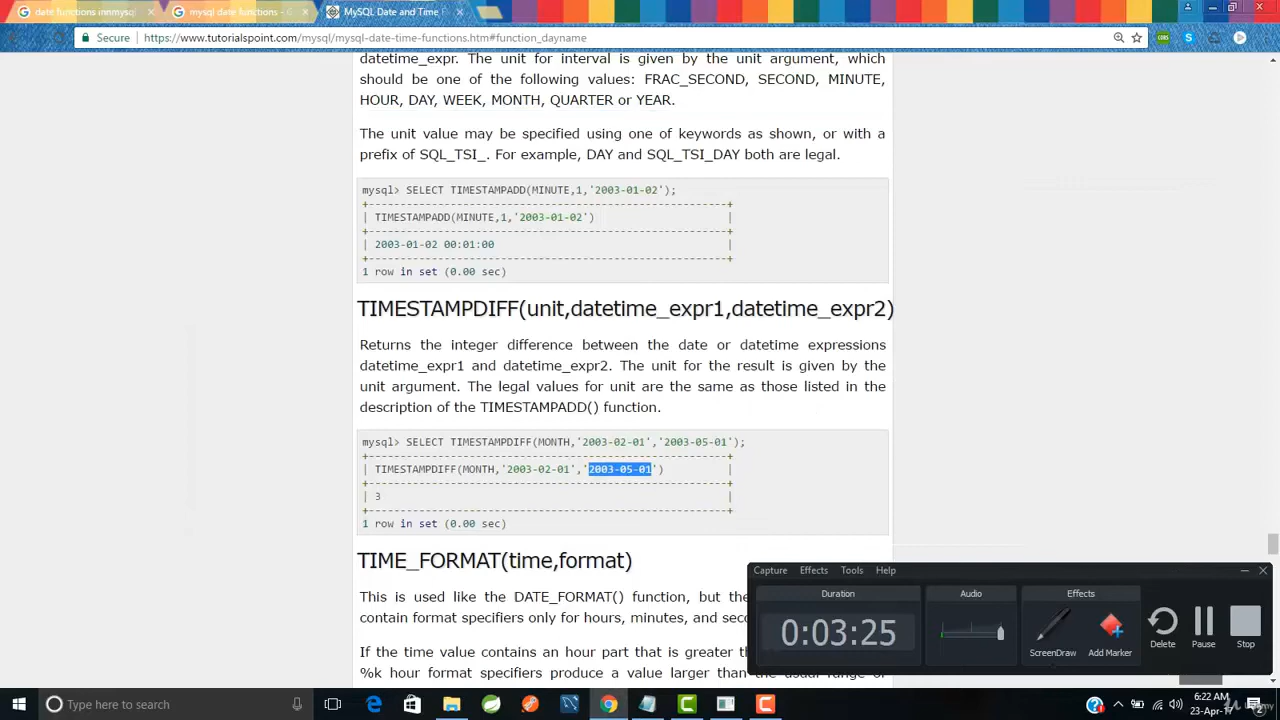 date functions innmysql
mysql date functions - G
MySQL Date and Time
Secure
https://www.tutorialspoint.com/mysql/mysql-date-time-functions.htm#function_dayname
datetime_expr. The unit for interval is given by the unit argument, which
should be one of the following values: FRAC_SECOND, SECOND, MINUTE,
HOUR, DAY, WEEK, MONTH, QUARTER or YEAR.
The unit value may be specified using one of keywords as shown, or with a
prefix of SQL_TSI_. For example, DAY and SQL_TSI_DAY both are legal.
mysql> SELECT TIMESTAMPADD(MINUTE,1,'2003-01-02');
+---------------------------------------------------------+
| TIMESTAMPADD(MINUTE,1,'2003-01-02') |
+---------------------------------------------------------+
| 2003-01-02 00:01:00 |
+---------------------------------------------------------+
1 row in set (0.00 sec)
TIMESTAMPDIFF(unit,datetime_expr1,datetime_expr2)
Returns the integer difference between the date or datetime expressions
datetime_expr1 and datetime_expr2. The unit for the result is given by the
unit argument. The legal values for unit are the same as those listed in the
description of the TIMESTAMPADD() function.
mysql> SELECT TIMESTAMPDIFF(MONTH,'2003-02-01','2003-05-01');
+---------------------------------------------------------+
| TIMESTAMPDIFF(MONTH,'2003-02-01','2003-05-01') |
+---------------------------------------------------------+
| 3 |
+---------------------------------------------------------+
1 row in set (0.00 sec)
TIME_FORMAT(time,format)
This is used like the DATE_FORMAT() function, but the
contain format specifiers only for hours, minutes, and seco
If the time value contains an hour part that is greater th
%k hour format specifiers produce a value larger than the usual range of
Capture Effects Tools Help
Duration
Audio
Effects
0:03:25
ScreenDraw
Add Marker
Delete
Pause
Stop
Type here to search
6:22 AM
23-Apr-17